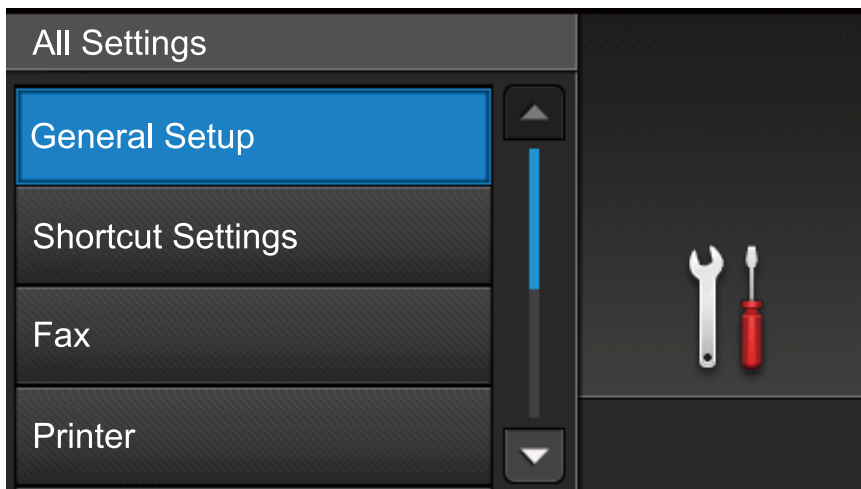 All Settings
General Setup
Shortcut Settings
Fax
Printer